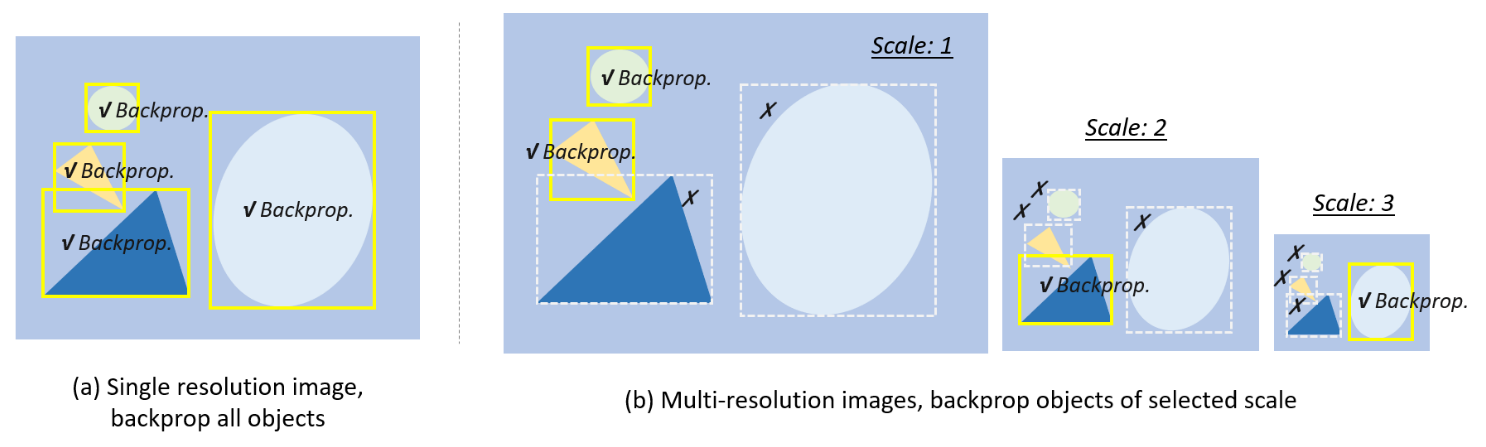 √ Backprop.
√ Backprop.
√ Backprop.
√ Backprop.
(a) Single resolution image,
backprop all objects
Scale: 1
√ Backprop.
✗
√ Backprop.
✗
Scale: 2
✗
✗
✗
√ Backprop.
Scale: 3
✗
✗
✗
√ Backprop.
(b) Multi-resolution images, backprop objects of selected scale